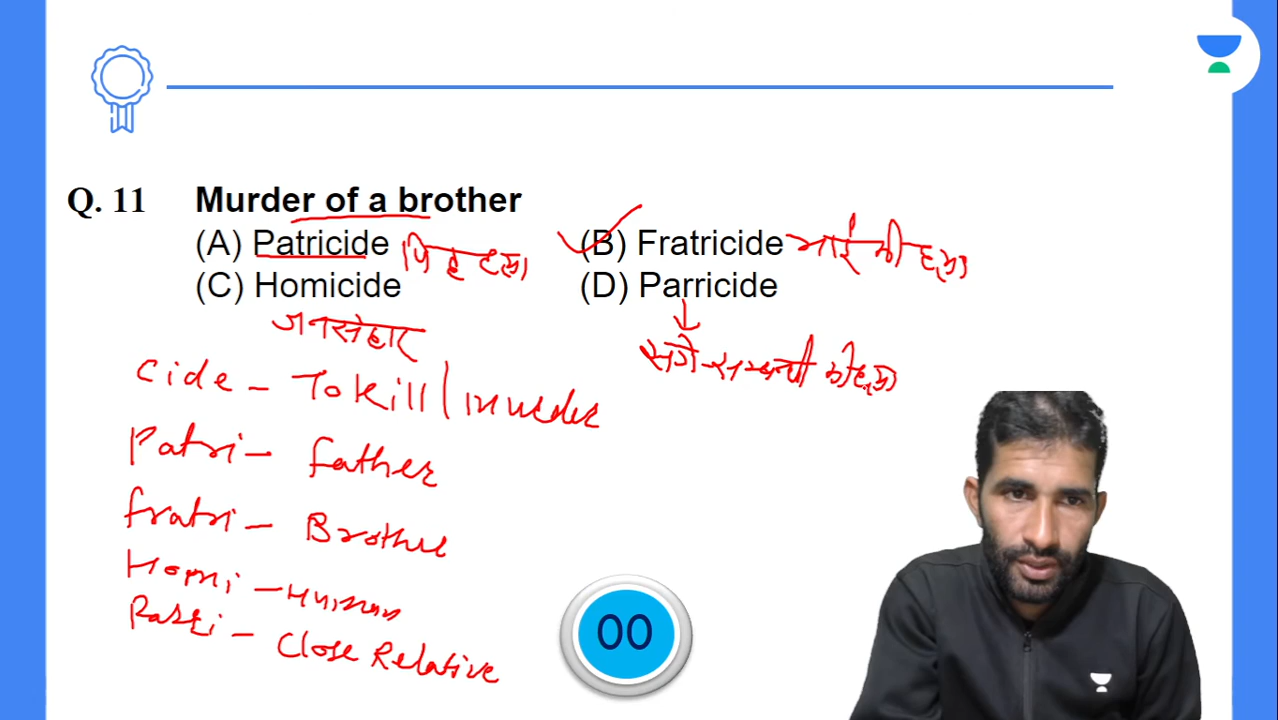 Q. 11 Murder of a brother
(A) Patricide पितृ हत्या (B) Fratricide भाई की हत्या
(C) Homicide (D) Parricide
जनसंहार
सगे सम्बन्धी की हत्या
cide - To kill / murder
Patri - Father
Fratri - Brother
Homi - Human
Parri - Close Relative
00